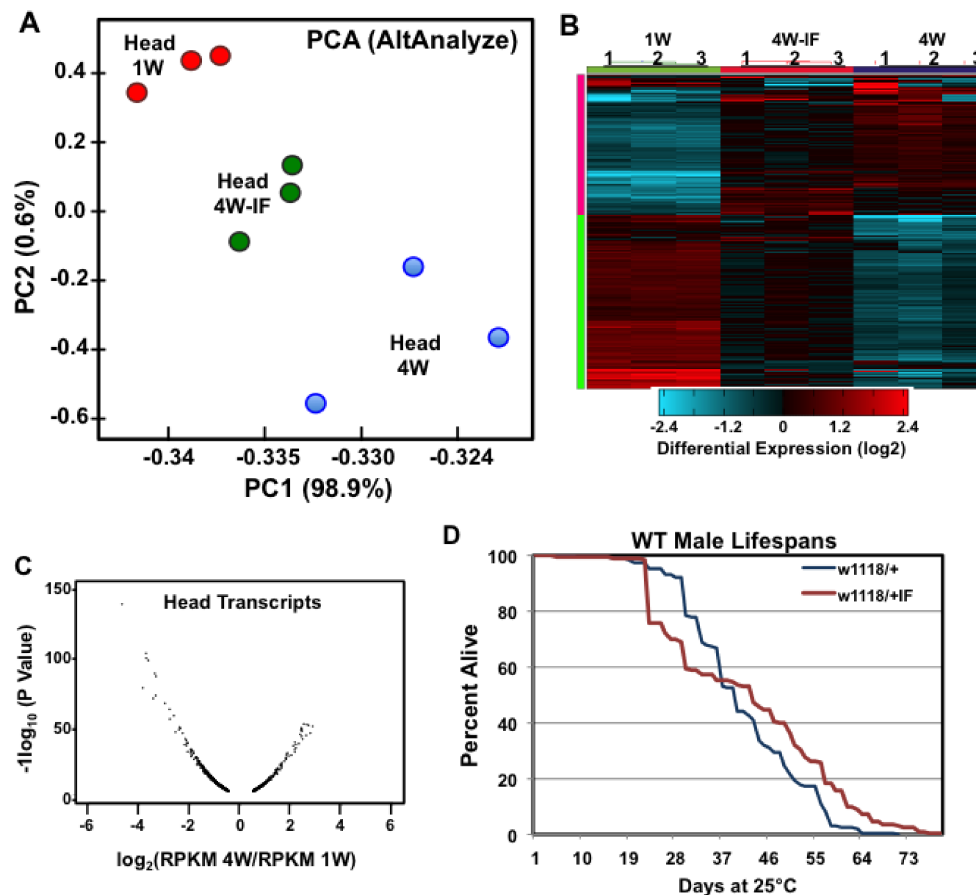 A
PCA (AltAnalyze)
Head
1W
Head
4W-IF
Head
4W
0.4
0.2
0.0
-0.2
-0.4
-0.6
PC2 (0.6%)
-0.34 -0.335 -0.330 -0.324
PC1 (98.9%)
B
1W 4W-IF 4W
1 2 3 1 2 3 1 2 3
-2.4 -1.2 0 1.2 2.4
Differential Expression (log2)
C
Head Transcripts
150
100
50
0
-1log10 (P Value)
-6 -4 -2 0 2 4 6
log2(RPKM 4W/RPKM 1W)
D
WT Male Lifespans
w1118/+
w1118/+IF
100
80
60
40
20
0
Percent Alive
1 10 19 28 37 46 55 64 73
Days at 25°C